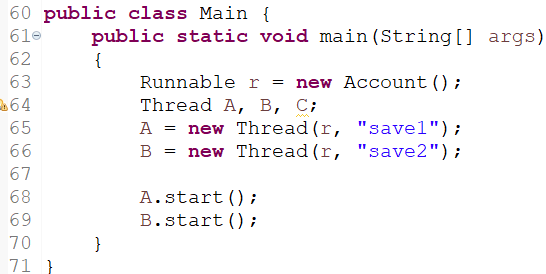 60 public class Main {
61     public static void main(String[] args)
62     {
63         Runnable r = new Account();
64         Thread A, B, C;
65         A = new Thread(r, "save1");
66         B = new Thread(r, "save2");
67
68         A.start();
69         B.start();
70     }
71 }